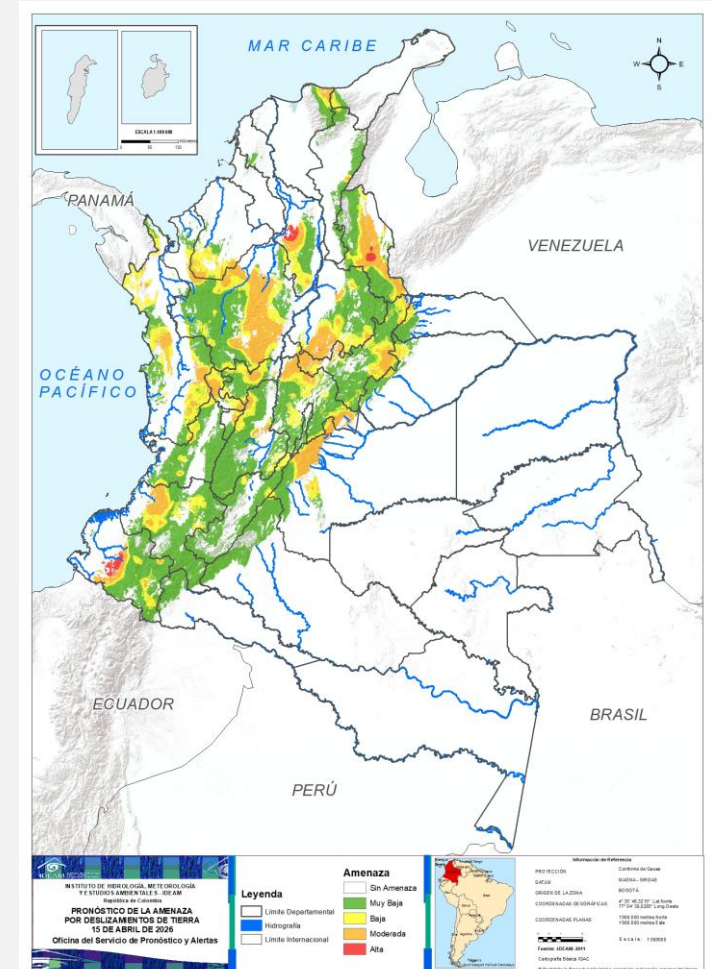 MAR CARIBE
N
W
E
S
PANAMÁ
VENEZUELA
OCÉANO
PACÍFICO
ECUADOR
BRASIL
PERÚ
IDEAM
INSTITUTO DE HIDROLOGÍA, METEOROLOGÍA
Y ESTUDIOS AMBIENTALES - IDEAM
República de Colombia
PRONÓSTICO DE LA AMENAZA
POR DESLIZAMIENTOS DE TIERRA
15 DE ABRIL DE 2026
Oficina del Servicio de Pronóstico y Alertas
Leyenda
Límite Departamental
Hidrografía
Límite Internacional
Amenaza
Sin Amenaza
Muy Baja
Baja
Moderada
Alta
Información de Referencia
PROYECCIÓN
Conforme de Gauss
DATUM
MAGNA - SIRGAS
ORIGEN DE LA ZONA
BOGOTÁ
COORDENADAS GEOGRÁFICAS
COORDENADAS PLANAS
Fuente: IDEAM 2011
Cartografía Básica IGAC